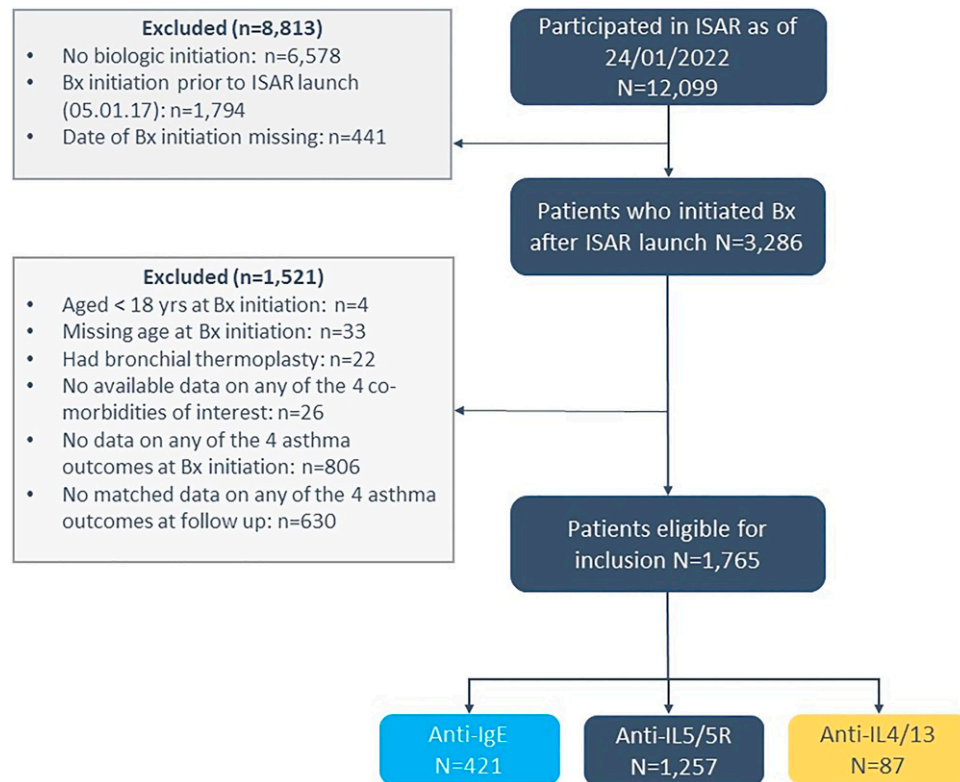 Excluded (n=8,813)
• No biologic initiation: n=6,578
• Bx initiation prior to ISAR launch
(05.01.17): n=1,794
• Date of Bx initiation missing: n=441
Participated in ISAR as of
24/01/2022
N=12,099
Patients who initiated Bx
after ISAR launch N=3,286
Excluded (n=1,521)
• Aged < 18 yrs at Bx initiation: n=4
• Missing age at Bx initiation: n=33
• Had bronchial thermoplasty: n=22
• No available data on any of the 4 co-
morbidities of interest: n=26
• No data on any of the 4 asthma
outcomes at Bx initiation: n=806
• No matched data on any of the 4 asthma
outcomes at follow up: n=630
Patients eligible for
inclusion N=1,765
Anti-IgE
N=421
Anti-IL5/5R
N=1,257
Anti-IL4/13
N=87